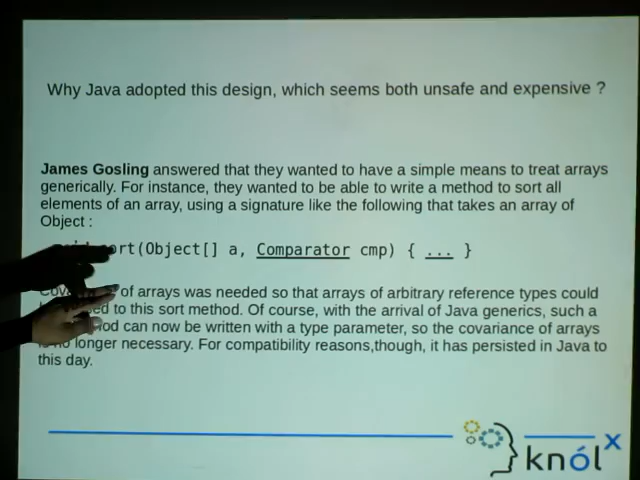 Why Java adopted this design, which seems both unsafe and expensive ?
James Gosling answered that they wanted to have a simple means to treat arrays
generically. For instance, they wanted to be able to write a method to sort all
elements of an array, using a signature like the following that takes an array of
Object :
sort(Object[] a, Comparator cmp) { ... }
of arrays was needed so that arrays of arbitrary reference types could
to this sort method. Of course, with the arrival of Java generics, such a
can now be written with a type parameter, so the covariance of arrays
no longer necessary. For compatibility reasons,though, it has persisted in Java to
this day.
knólx